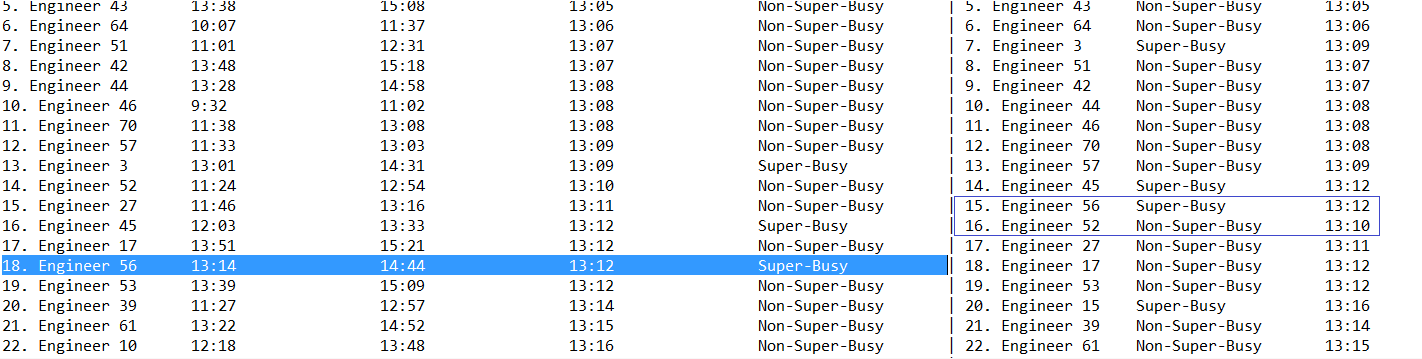 5. Engineer 43 13:38 15:08 13:05 Non-Super-Busy | 5. Engineer 43 Non-Super-Busy 13:05
6. Engineer 64 10:07 11:37 13:06 Non-Super-Busy | 6. Engineer 64 Non-Super-Busy 13:06
7. Engineer 51 11:01 12:31 13:07 Non-Super-Busy | 7. Engineer 3 Super-Busy 13:09
8. Engineer 42 13:48 15:18 13:07 Non-Super-Busy | 8. Engineer 51 Non-Super-Busy 13:07
9. Engineer 44 13:28 14:58 13:08 Non-Super-Busy | 9. Engineer 42 Non-Super-Busy 13:07
10. Engineer 46 9:32 11:02 13:08 Non-Super-Busy | 10. Engineer 44 Non-Super-Busy 13:08
11. Engineer 70 11:38 13:08 13:08 Non-Super-Busy | 11. Engineer 46 Non-Super-Busy 13:08
12. Engineer 57 11:33 13:03 13:09 Non-Super-Busy | 12. Engineer 70 Non-Super-Busy 13:08
13. Engineer 3 13:01 14:31 13:09 Super-Busy | 13. Engineer 57 Non-Super-Busy 13:09
14. Engineer 52 11:24 12:54 13:10 Non-Super-Busy | 14. Engineer 45 Super-Busy 13:12
15. Engineer 27 11:46 13:16 13:11 Non-Super-Busy | 15. Engineer 56 Super-Busy 13:12
16. Engineer 45 12:03 13:33 13:12 Super-Busy | 16. Engineer 52 Non-Super-Busy 13:10
17. Engineer 17 13:51 15:21 13:12 Non-Super-Busy | 17. Engineer 27 Non-Super-Busy 13:11
18. Engineer 56 13:14 14:44 13:12 Super-Busy | 18. Engineer 17 Non-Super-Busy 13:12
19. Engineer 53 13:39 15:09 13:12 Non-Super-Busy | 19. Engineer 53 Non-Super-Busy 13:12
20. Engineer 39 11:27 12:57 13:14 Non-Super-Busy | 20. Engineer 15 Super-Busy 13:16
21. Engineer 61 13:22 14:52 13:15 Non-Super-Busy | 21. Engineer 39 Non-Super-Busy 13:14
22. Engineer 10 12:18 13:48 13:16 Non-Super-Busy | 22. Engineer 61 Non-Super-Busy 13:15